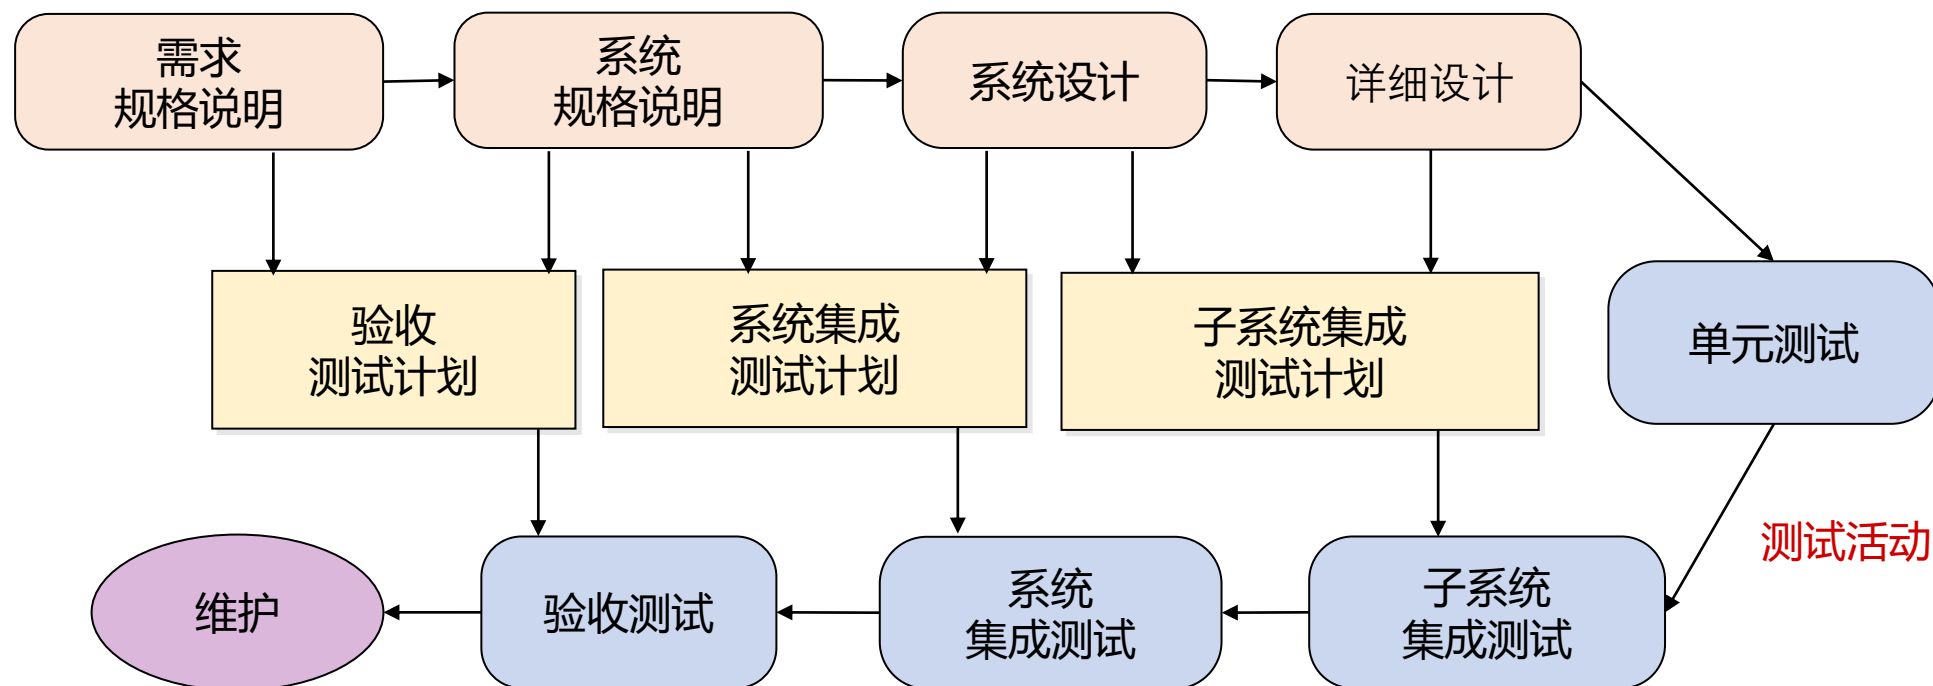 需求
规格说明
系统
规格说明
系统设计
详细设计
验收
测试计划
系统集成
测试计划
子系统集成
测试计划
单元测试
测试活动
维护
验收测试
系统
集成测试
子系统
集成测试